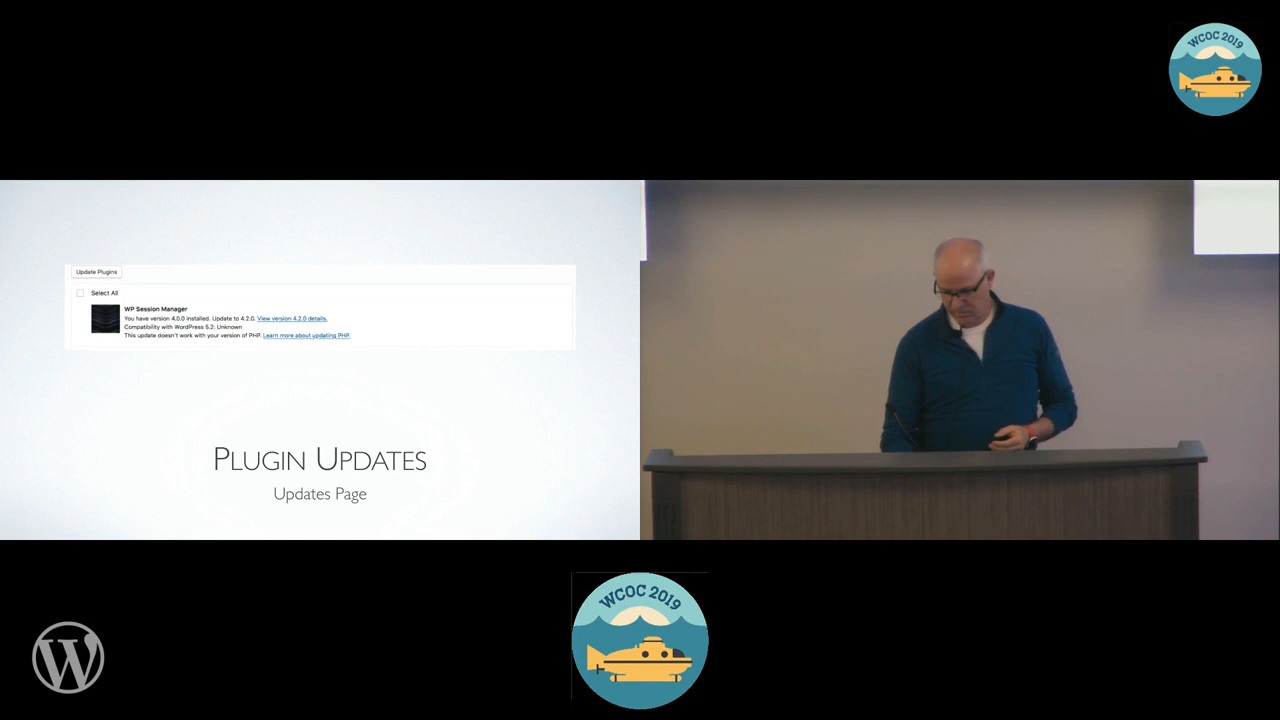 WCOC 2019
Update Plugins
Select All
WP Session Manager
You have version 4.0.0 installed. Update to 4.2.0. View version 4.2.0 details.
Compatibility with WordPress 5.2: Unknown
This update doesn't work with your version of PHP. Learn more about updating PHP.
PLUGIN UPDATES
Updates Page
WCOC 2019
W